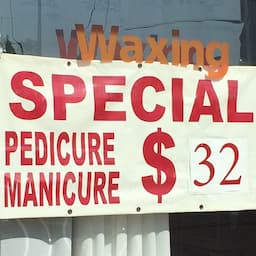 Waxing
SPECIAL
PEDICURE
MANICURE
$ 32